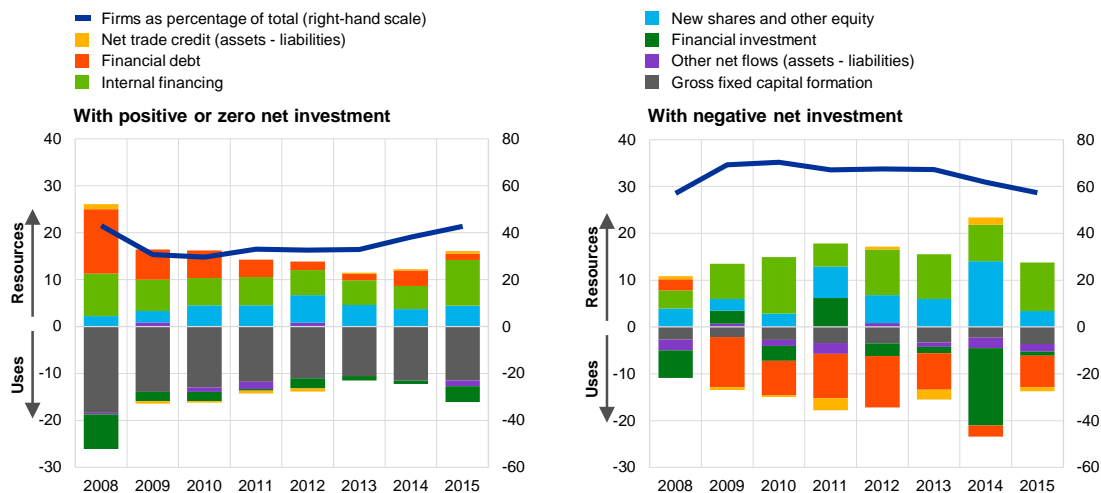 Firms as percentage of total (right-hand scale)
Net trade credit (assets - liabilities)
Financial debt
Internal financing
New shares and other equity
Financial investment
Other net flows (assets - liabilities)
Gross fixed capital formation
With positive or zero net investment
40
30
20
10
0
-10
-20
-30
80
60
40
20
0
-20
-40
-60
Resources
Uses
2008 2009 2010 2011 2012 2013 2014 2015
With negative net investment
40
30
20
10
0
-10
-20
-30
80
60
40
20
0
-20
-40
-60
Resources
Uses
2008 2009 2010 2011 2012 2013 2014 2015